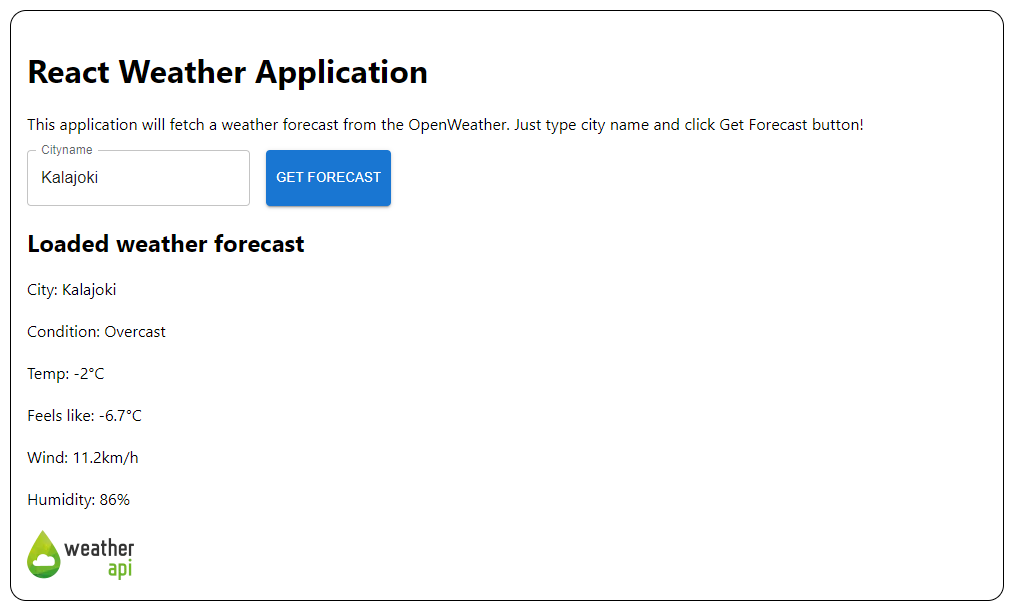 React Weather Application
This application will fetch a weather forecast from the OpenWeather. Just type city name and click Get Forecast button!
Cityname
Kalajoki
GET FORECAST
Loaded weather forecast
City: Kalajoki
Condition: Overcast
Temp: -2°C
Feels like: -6.7°C
Wind: 11.2km/h
Humidity: 86%
weather
api